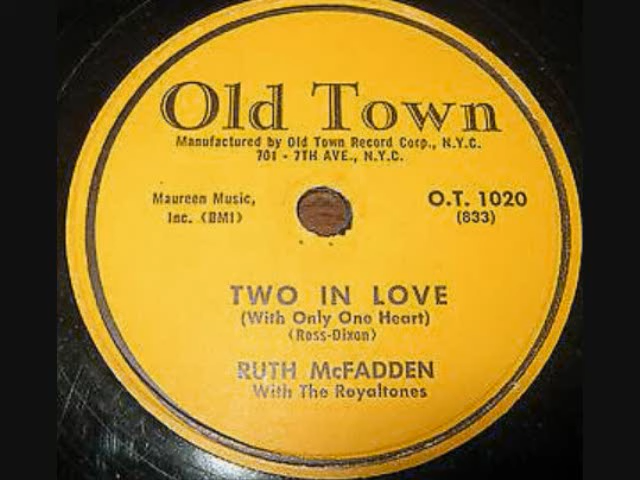 Old Town
Manufactured by Old Town Record Corp., N.Y.C.
701 - 7TH AVE., N.Y.C.
Maureen Music,
Inc. (BMI)
O.T. 1020
(833)
TWO IN LOVE
(With Only One Heart)
(Ross-Dixon)
RUTH McFADDEN
With The Royaltones